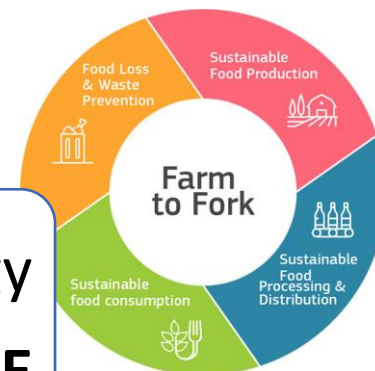 Food Loss
& Waste
Prevention
Sustainable
Food Production
Farm
to Fork
Sustainable
Food
Processing &
Distribution
Sustainable
food consumption